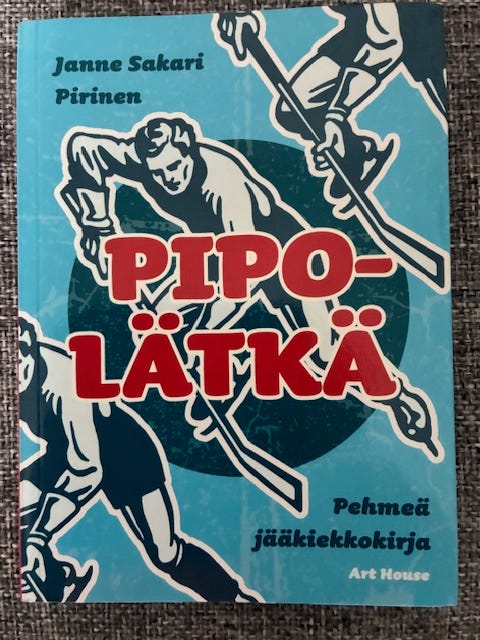 Janne Sakari
Pirinen
PIPO-
LÄTKÄ
Pehmeä
jääkiekkokirja
Art House